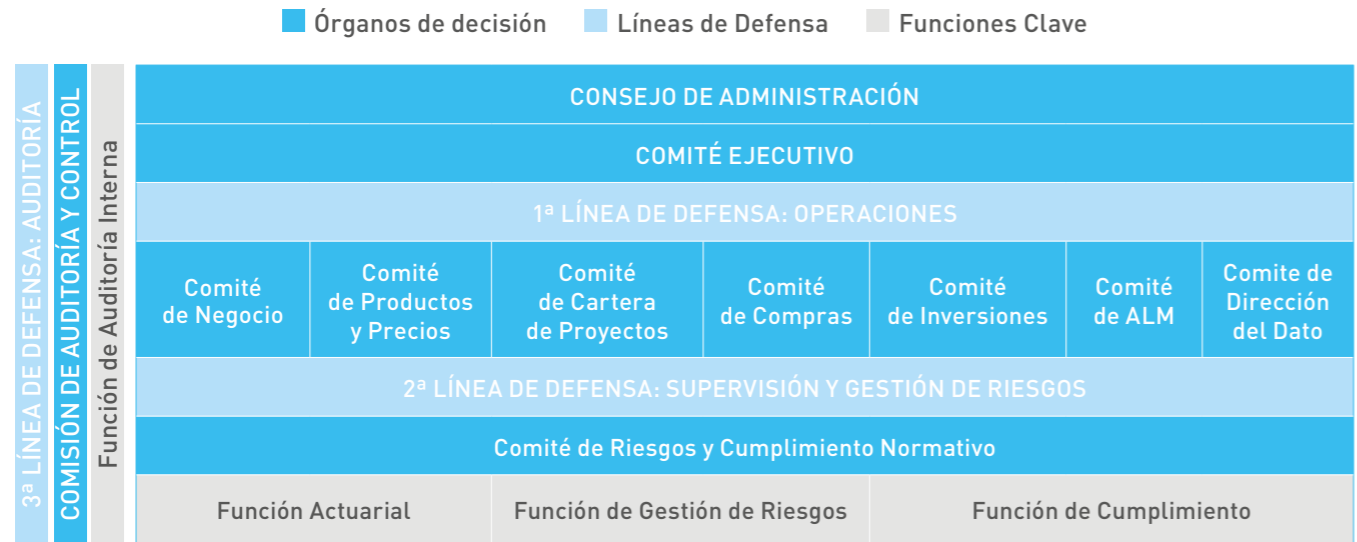 Órganos de decisión Líneas de Defensa Funciones Clave
3ª LÍNEA DE DEFENSA: AUDITORÍA
COMISIÓN DE AUDITORÍA Y CONTROL
Función de Auditoría Interna
CONSEJO DE ADMINISTRACIÓN
COMITÉ EJECUTIVO
1ª LÍNEA DE DEFENSA: OPERACIONES
Comité
de Negocio
Comité
de Productos
y Precios
Comité
de Cartera
de Proyectos
Comité
de Compras
Comité
de Inversiones
Comité
de ALM
Comite de
Dirección
del Dato
2ª LÍNEA DE DEFENSA: SUPERVISIÓN Y GESTIÓN DE RIESGOS
Comité de Riesgos y Cumplimiento Normativo
Función Actuarial
Función de Gestión de Riesgos
Función de Cumplimiento